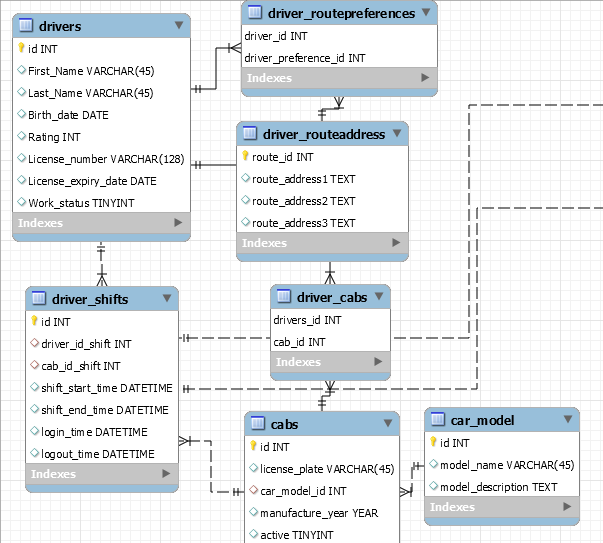 drivers
id INT
First_Name VARCHAR(45)
Last_Name VARCHAR(45)
Birth_date DATE
Rating INT
License_number VARCHAR(128)
License_expiry_date DATE
Work_status TINYINT
Indexes
driver_routepreferences
driver_id INT
driver_preference_id INT
Indexes
driver_routeaddress
route_id INT
route_address1 TEXT
route_address2 TEXT
route_address3 TEXT
Indexes
driver_shifts
id INT
driver_id_shift INT
cab_id_shift INT
shift_start_time DATETIME
shift_end_time DATETIME
login_time DATETIME
logout_time DATETIME
Indexes
driver_cabs
drivers_id INT
cab_id INT
Indexes
cabs
id INT
license_plate VARCHAR(45)
car_model_id INT
manufacture_year YEAR
active TINYINT
car_model
id INT
model_name VARCHAR(45)
model_description TEXT
Indexes